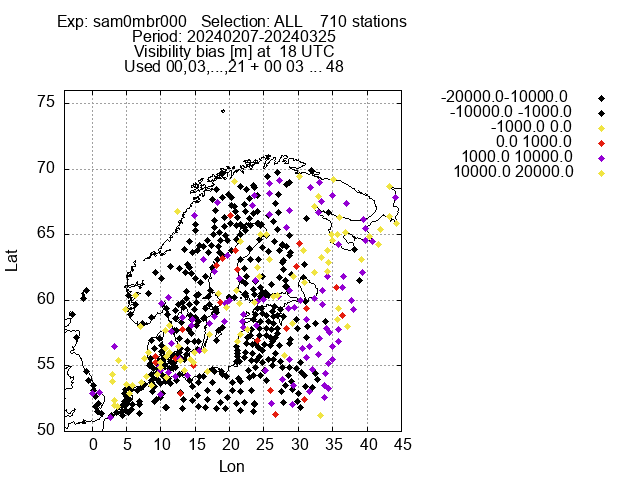 Exp: sam0mbr000   Selection: ALL    710 stations
Period: 20240207-20240325
Visibility bias [m] at  18 UTC
Used 00,03,...,21 + 00 03 ... 48
-20000.0-10000.0
-10000.0 -1000.0
-1000.0 0.0
0.0 1000.0
1000.0 10000.0
10000.0 20000.0
75
70
65
60
55
50
Lat
0 5 10 15 20 25 30 35 40 45
Lon